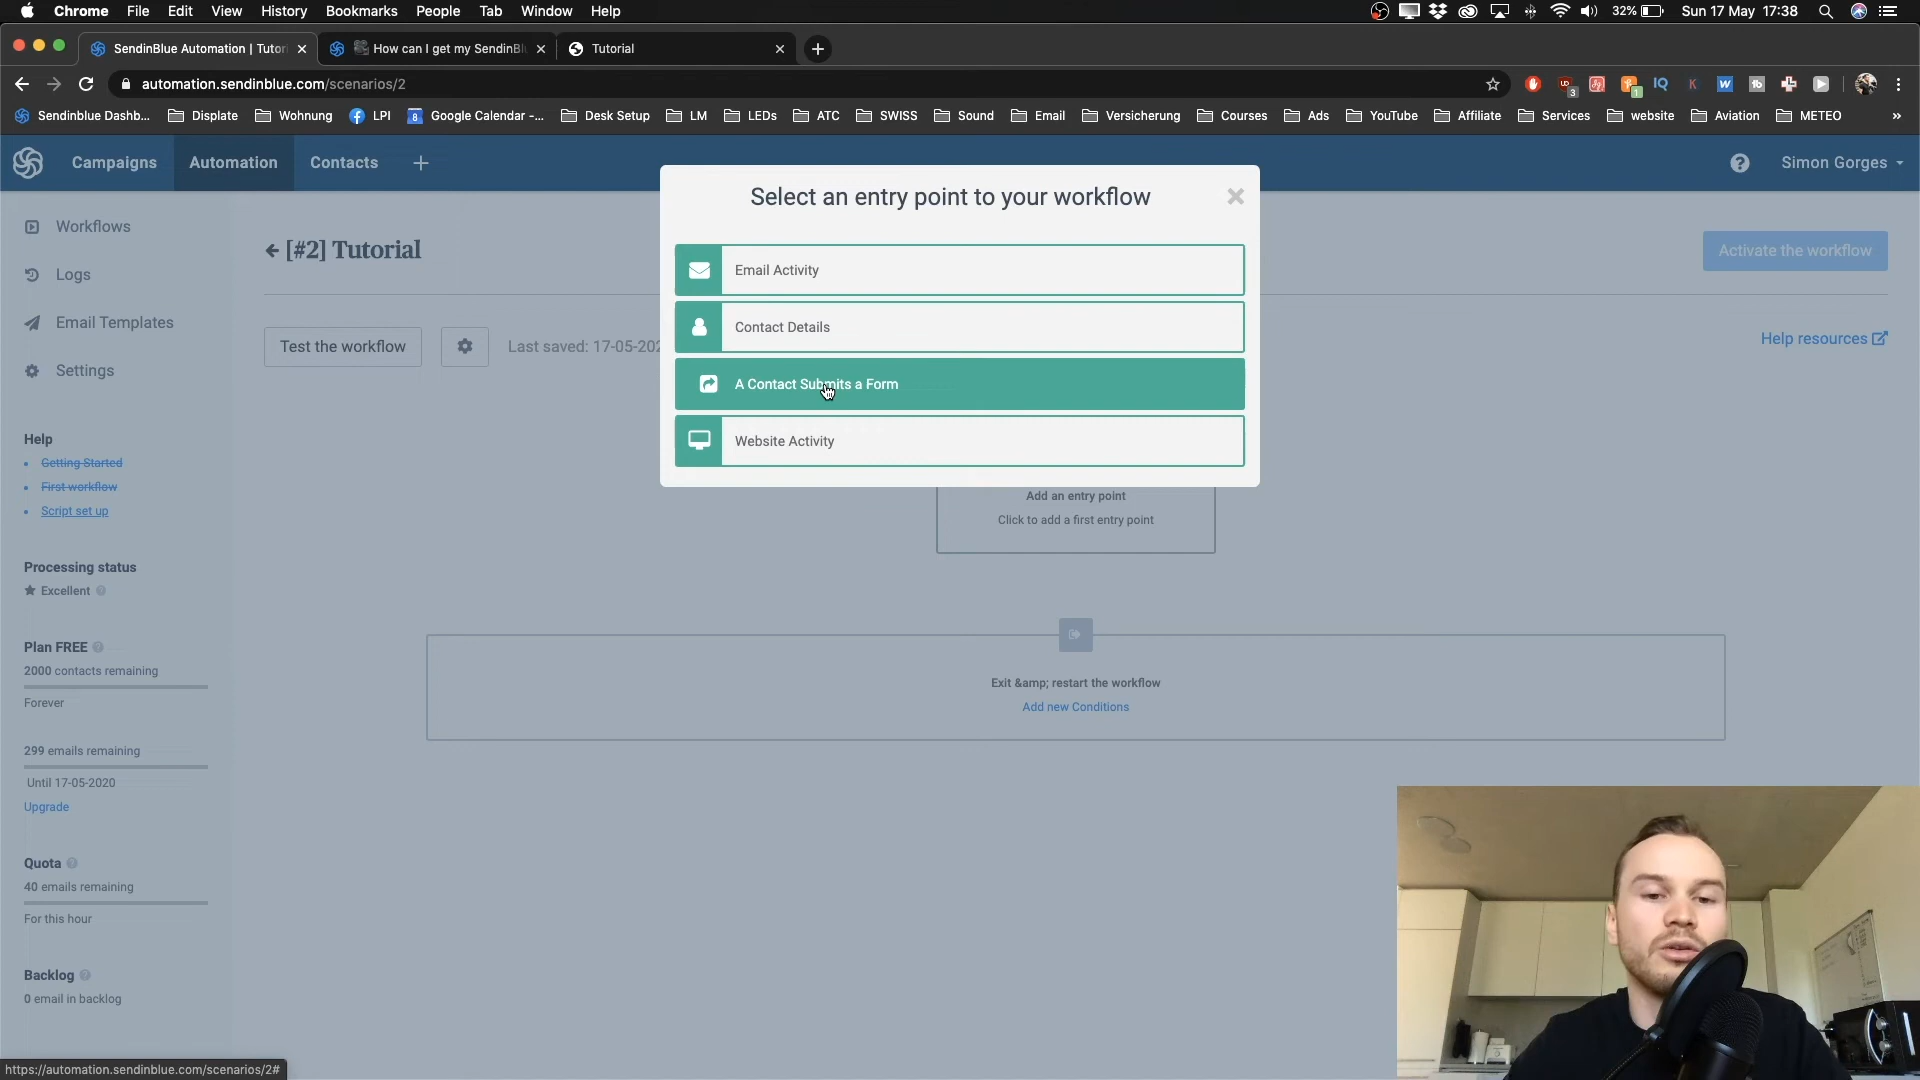 Chrome File Edit View History Bookmarks People Tab Window Help 32% Sun 17 May 17:38
SendinBlue Automation | Tutori How can I get my SendinBl Tutorial
automation.sendinblue.com/scenarios/2
Sendinblue Dashb... Displate Wohnung LPI Google Calendar -... Desk Setup LM LEDs ATC SWISS Sound Email Versicherung Courses Ads YouTube Affiliate Services website Aviation METEO »
Campaigns Automation Contacts + Simon Gorges
Select an entry point to your workflow
Email Activity
Contact Details
A Contact Submits a Form
Website Activity
Workflows
Logs
Email Templates
Settings
Help
Getting Started
First workflow
Script set up
Processing status
Excellent
Plan FREE
2000 contacts remaining
Forever
299 emails remaining
Until 17-05-2020
Upgrade
Quota
40 emails remaining
For this hour
Backlog
0 email in backlog
[#2] Tutorial
Activate the workflow
Test the workflow
Last saved: 17-05-202
Help resources
Add an entry point
Click to add a first entry point
Exit &amp; restart the workflow
Add new Conditions
https://automation.sendinblue.com/scenarios/2#